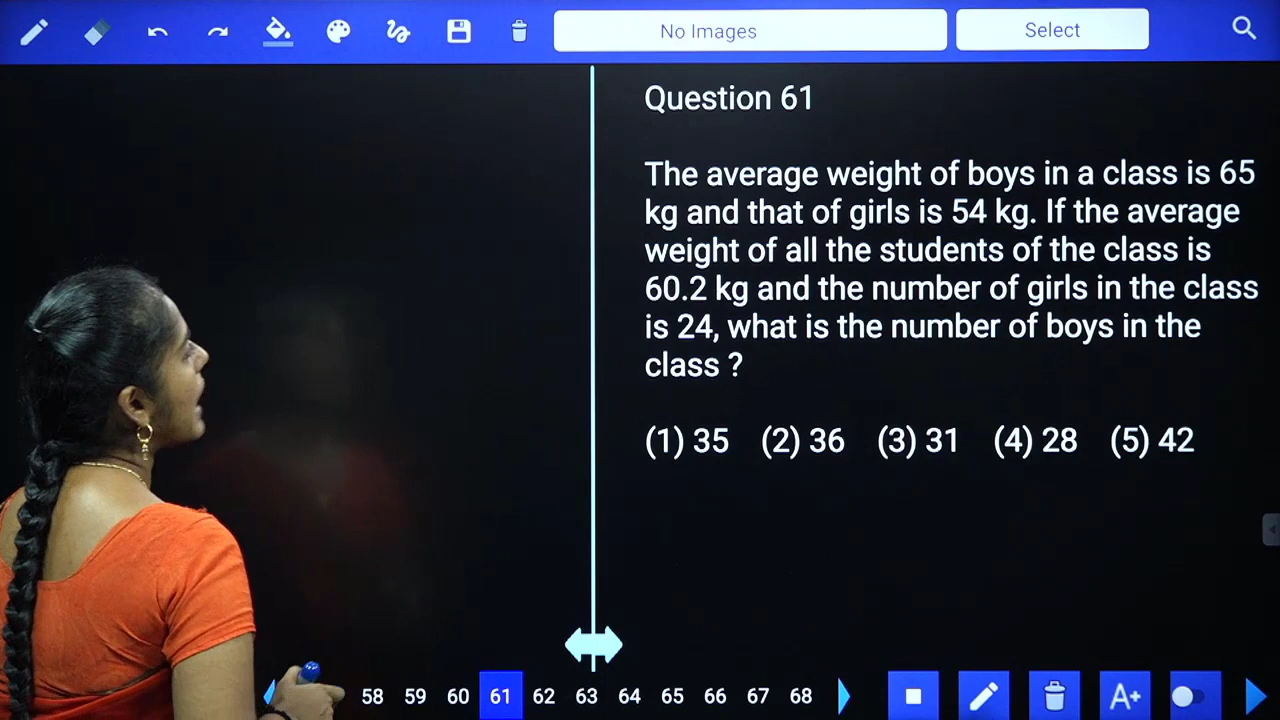 No Images
Select
Question 61
The average weight of boys in a class is 65
kg and that of girls is 54 kg. If the average
weight of all the students of the class is
60.2 kg and the number of girls in the class
is 24, what is the number of boys in the
class ?
(1) 35 (2) 36 (3) 31 (4) 28 (5) 42
58 59 60 61 62 63 64 65 66 67 68
A+